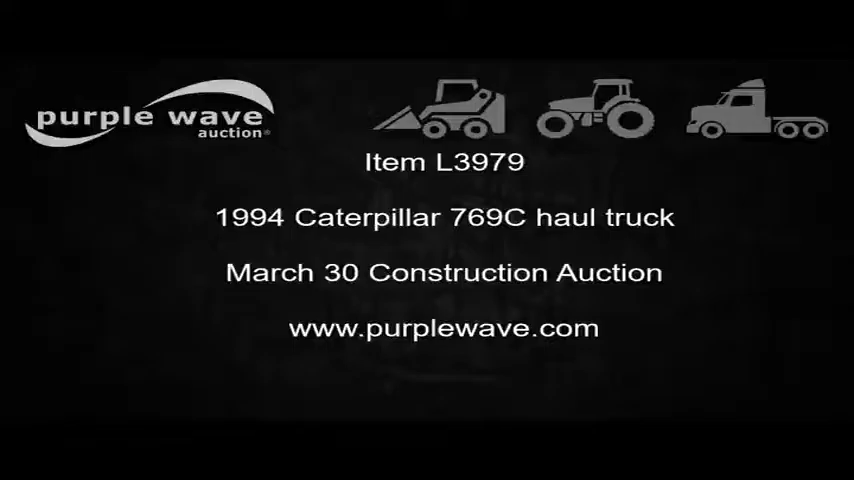 purple wave
auction®
Item L3979
1994 Caterpillar 769C haul truck
March 30 Construction Auction
www.purplewave.com